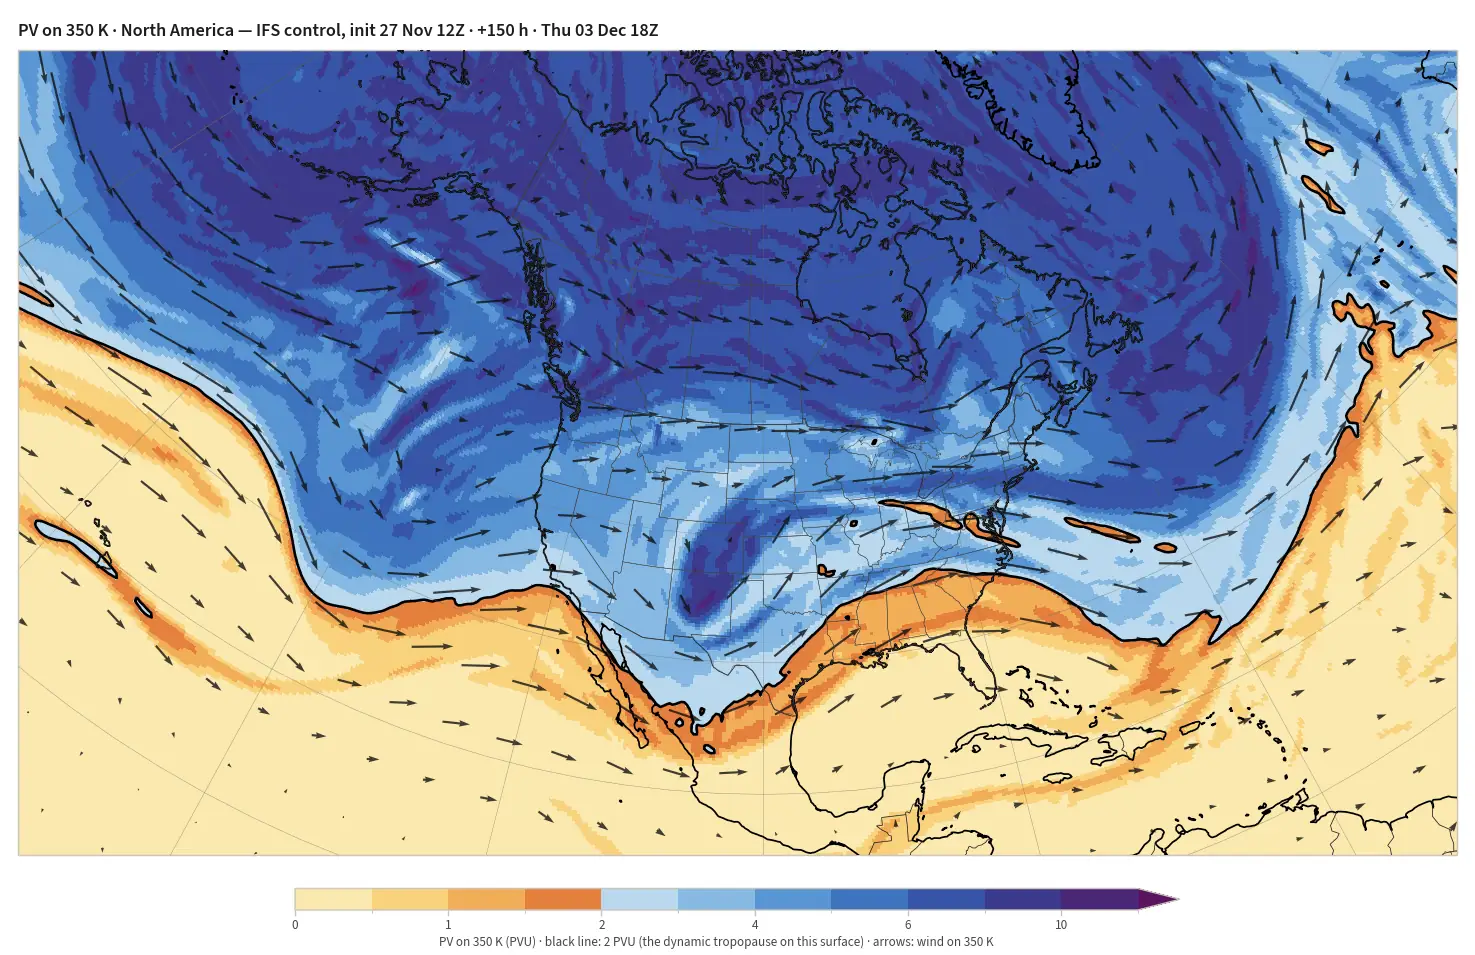 PV on 350 K · North America — IFS control, init 27 Nov 12Z · +150 h · Thu 03 Dec 18Z
0 1 2 4 6 10
PV on 350 K (PVU) · black line: 2 PVU (the dynamic tropopause on this surface) · arrows: wind on 350 K